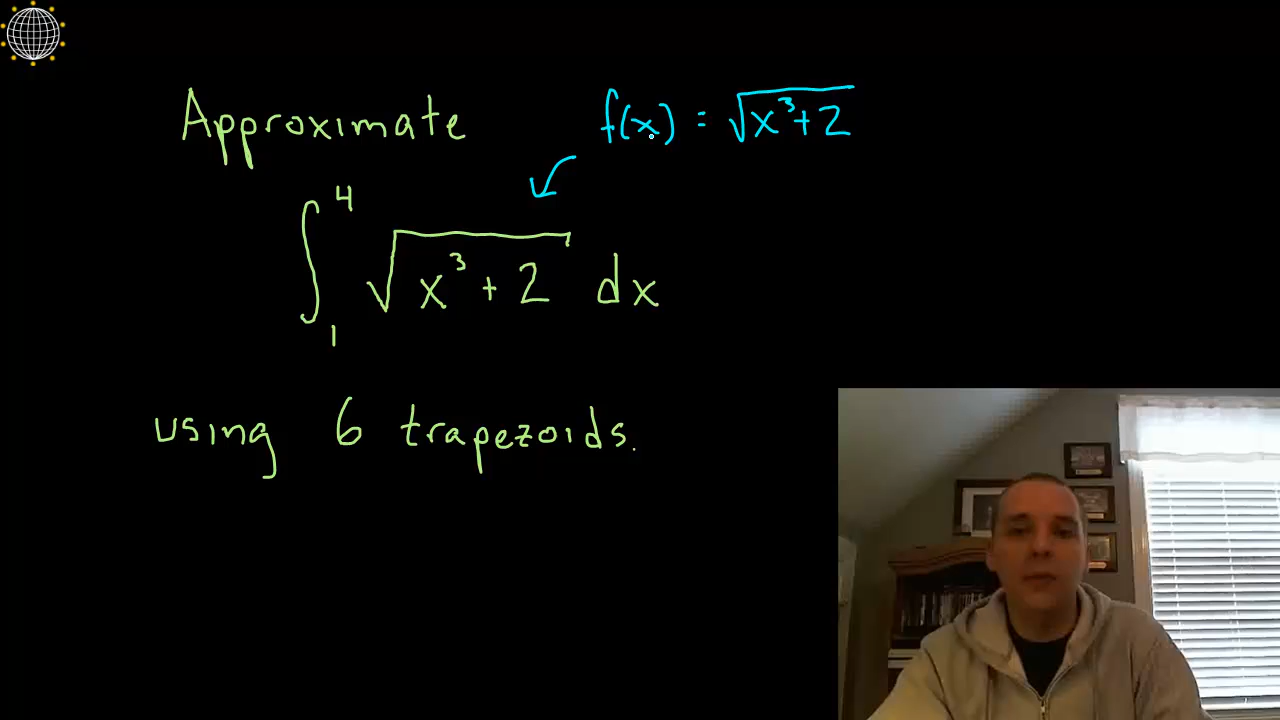 Approximate
f(x) = √(x³+2)
∫₁⁴ √(x³+2) dx
using 6 trapezoids.